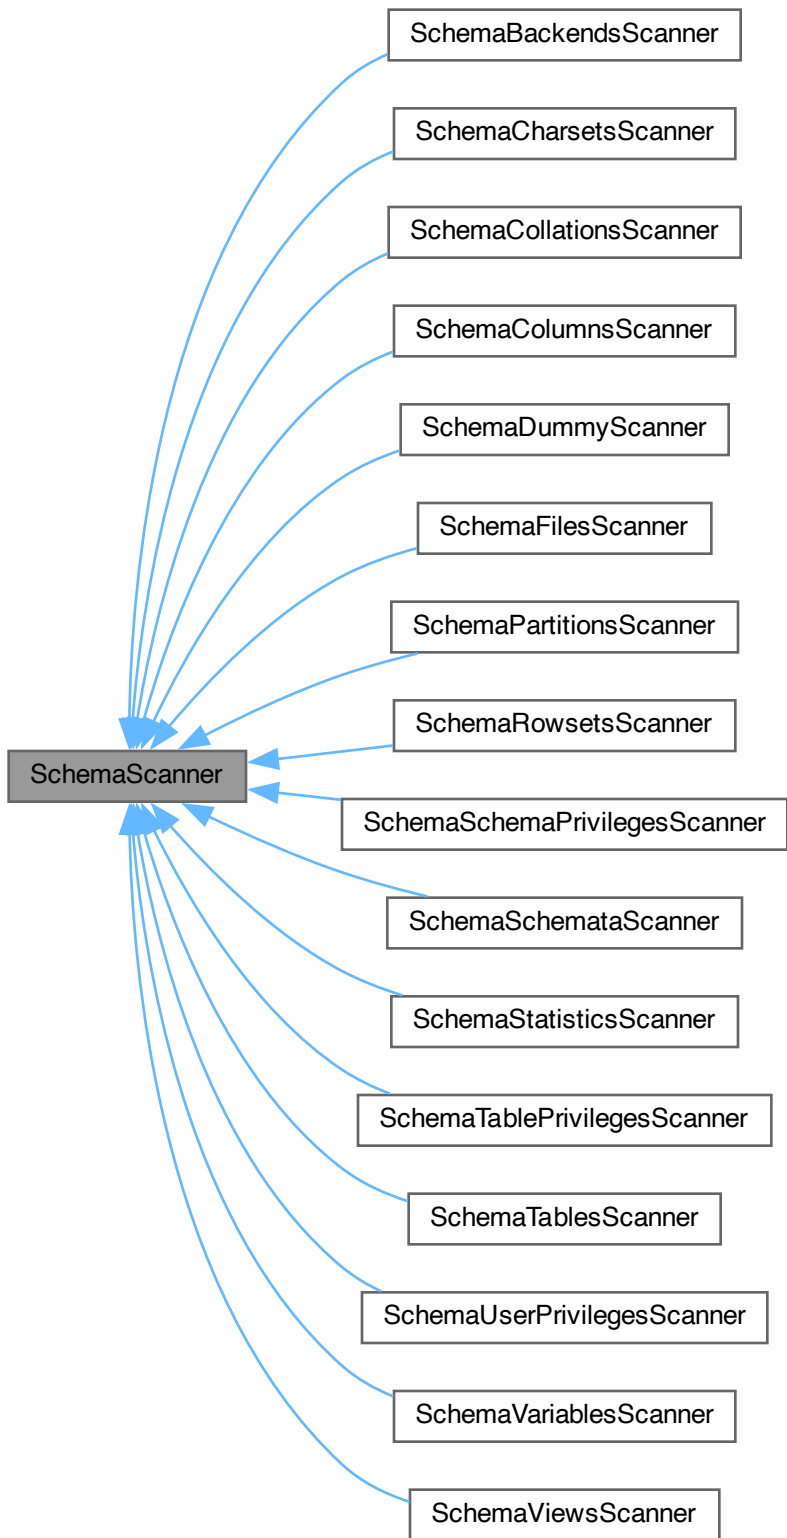 SchemaBackendsScanner
SchemaCharsetsScanner
SchemaCollationsScanner
SchemaColumnsScanner
SchemaDummyScanner
SchemaFilesScanner
SchemaPartitionsScanner
SchemaRowsetsScanner
SchemaScanner
SchemaSchemaPrivilegesScanner
SchemaSchemataScanner
SchemaStatisticsScanner
SchemaTablePrivilegesScanner
SchemaTablesScanner
SchemaUserPrivilegesScanner
SchemaVariablesScanner
SchemaViewsScanner